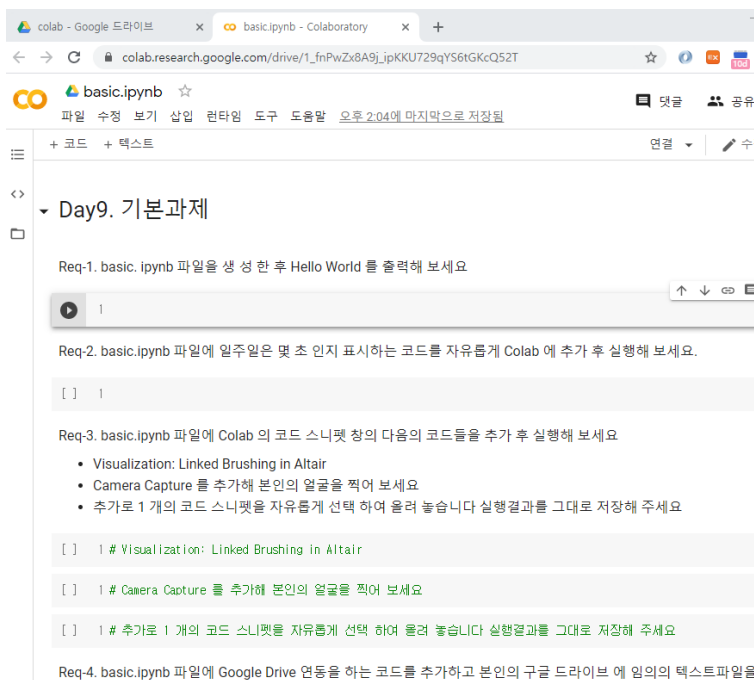 colab - Google 드라이브
basic.ipynb - Colaboratory
colab.research.google.com/drive/1_fnPwZx8A9j_ipKKU729qYS6tGKcQ52T
10d
basic.ipynb
댓글 공유
파일 수정 보기 삽입 런타임 도구 도움말 오후 2:04에 마지막으로 저장됨
+ 코드 + 텍스트
연결 수
Day9. 기본과제
Req-1. basic. ipynb 파일을 생 성 한 후 Hello World 를 출력해 보세요
1
Req-2. basic.ipynb 파일에 일주일은 몇 초 인지 표시하는 코드를 자유롭게 Colab 에 추가 후 실행해 보세요.
[ ] 1
Req-3. basic.ipynb 파일에 Colab 의 코드 스니펫 창의 다음의 코드들을 추가 후 실행해 보세요
• Visualization: Linked Brushing in Altair
• Camera Capture 를 추가해 본인의 얼굴을 찍어 보세요
• 추가로 1 개의 코드 스니펫을 자유롭게 선택 하여 올려 놓습니다 실행결과를 그대로 저장해 주세요
[ ] 1 # Visualization: Linked Brushing in Altair
[ ] 1 # Camera Capture 를 추가해 본인의 얼굴을 찍어 보세요
[ ] 1 # 추가로 1 개의 코드 스니펫을 자유롭게 선택 하여 올려 놓습니다 실행결과를 그대로 저장해 주세요
Req-4. basic.ipynb 파일에 Google Drive 연동을 하는 코드를 추가하고 본인의 구글 드라이브 에 임의의 텍스트파일을